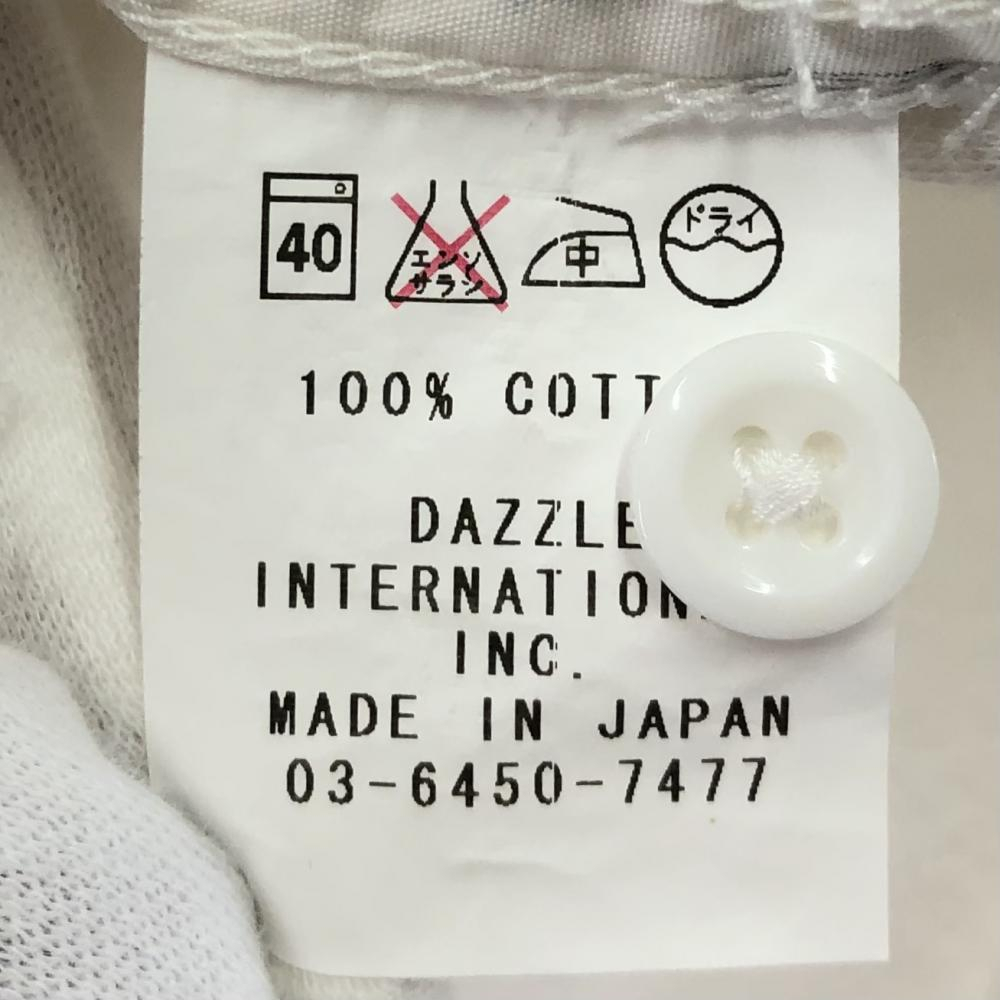 40 エンソ 中 ドライ
サラシ
100% COTT
DAZZLE
INTERNATION
INC.
MADE IN JAPAN
03-6450-7477